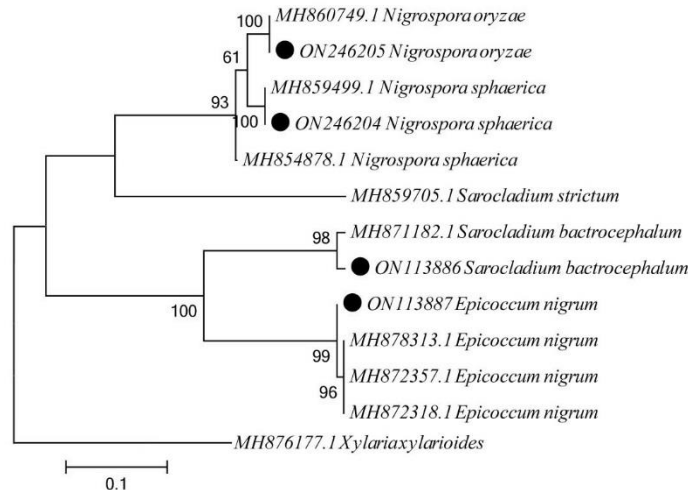 100
MH860749.1 Nigrospora oryzae
ON246205 Nigrospora oryzae
61
MH859499.1 Nigrospora sphaerica
93
100
ON246204 Nigrospora sphaerica
MH854878.1 Nigrospora sphaerica
MH859705.1 Sarocladium strictum
MH871182.1 Sarocladium bactrocephalum
98
ON113886 Sarocladium bactrocephalum
100
ON113887 Epicoccum nigrum
MH878313.1 Epicoccum nigrum
99
MH872357.1 Epicoccum nigrum
96
MH872318.1 Epicoccum nigrum
MH876177.1 Xylariaxylarioides
0.1